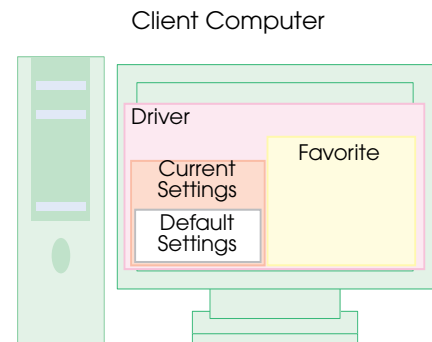 Client Computer
Driver
Favorite
Current
Settings
Default
Settings